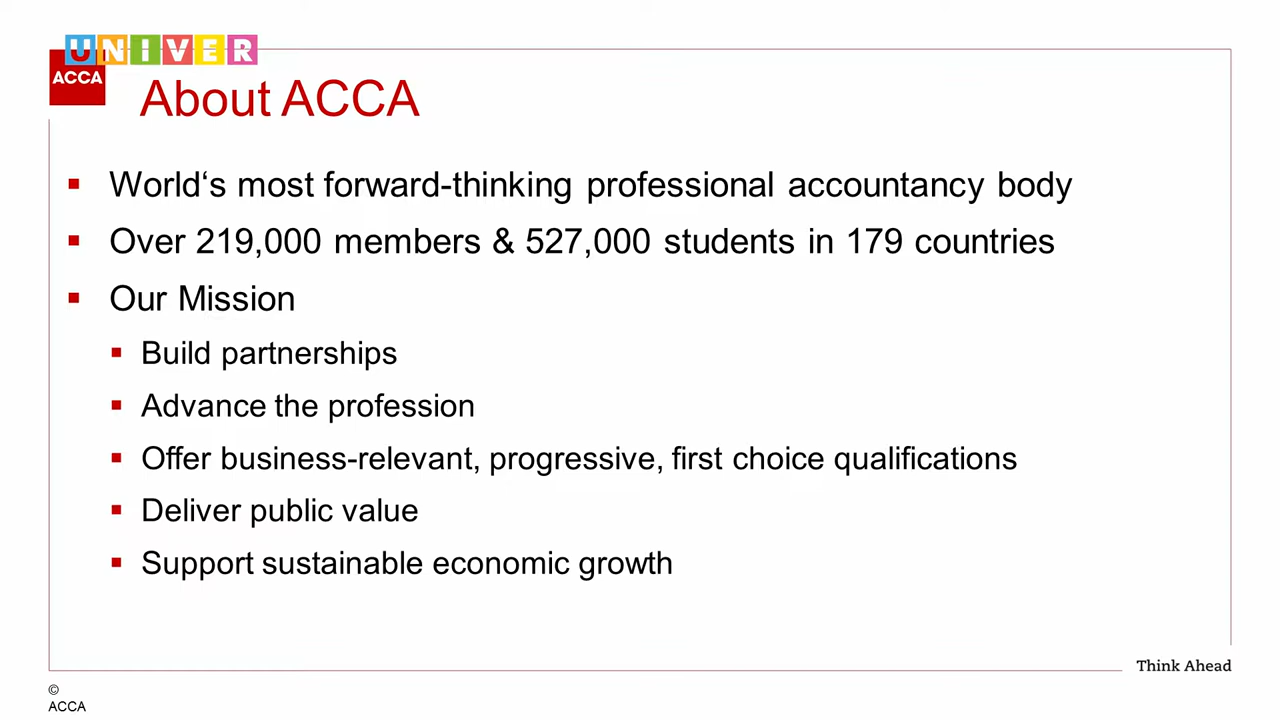 UNIVER
ACCA
About ACCA
World‘s most forward-thinking professional accountancy body
Over 219,000 members & 527,000 students in 179 countries
Our Mission
Build partnerships
Advance the profession
Offer business-relevant, progressive, first choice qualifications
Deliver public value
Support sustainable economic growth
Think Ahead
©
ACCA